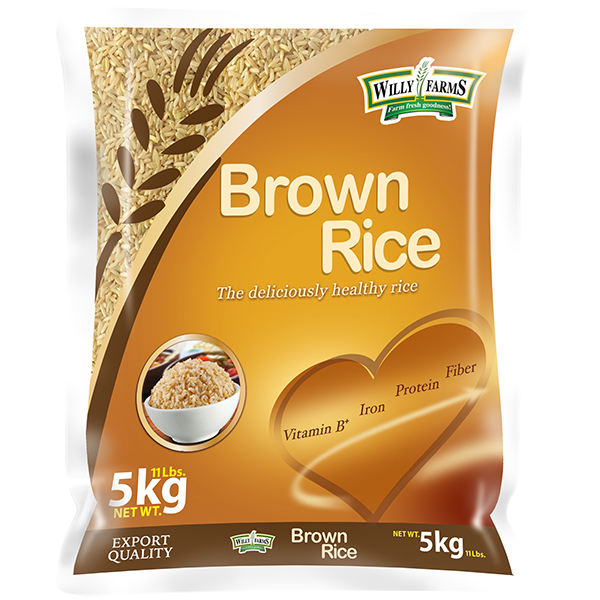 WILLY FARMS
Farm fresh goodness!
Brown
Rice
The deliciously healthy rice
Vitamin B+ Iron Protein Fiber
11 Lbs.
5kg
NET WT.
EXPORT
QUALITY
WILLY FARMS
Brown
Rice
NET WT. 5kg 11 Lbs.